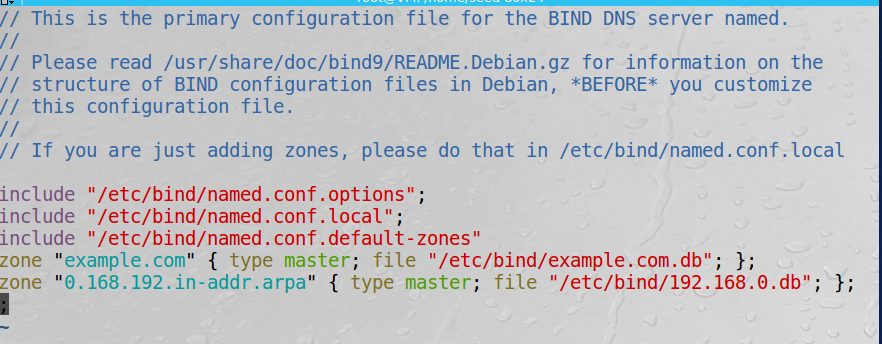 // This is the primary configuration file for the BIND DNS server named.
//
// Please read /usr/share/doc/bind9/README.Debian.gz for information on the
// structure of BIND configuration files in Debian, *BEFORE* you customize
// this configuration file.
//
// If you are just adding zones, please do that in /etc/bind/named.conf.local
include "/etc/bind/named.conf.options";
include "/etc/bind/named.conf.local";
include "/etc/bind/named.conf.default-zones"
zone "example.com" { type master; file "/etc/bind/example.com.db"; };
zone "0.168.192.in-addr.arpa" { type master; file "/etc/bind/192.168.0.db"; };
;
~